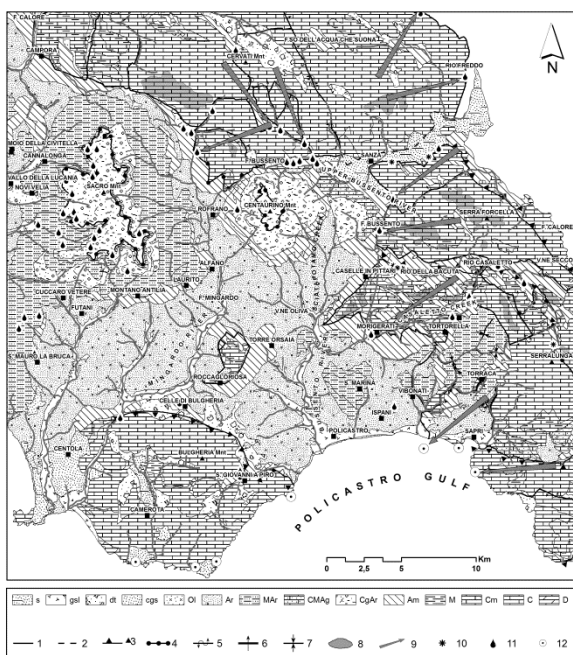 F. CALORE
CAMPORA
CERVATI Mnt
F.SO DELL'ACQUA CHE SUONA
RIO FREDDO
N
MOIO DELLA CIVITELLA
CANNALONGA
VALLO DELLA LUCANIA
NOVI VELIA
SACRO Mnt
F. BUSSENTO
SANZA
UPPER BUSSENTO RIVER
ROFRANO
CENTAURINO Mnt
SERRA FORCELLA
F. BUSSENTO
F. CALORE
ALFANO
CASELLE IN PITTARI
RIO CASALETTO
V.NE SECCO
RIO DELLA BACUTA
LAURITO
CUCCARO VETERE
MONTANO ANTILIA
F. MINGARDO
FUTANI
V.NE OLIVA
MORIGERATI
TORTORELLA
TORRE ORSAIA
SERRALUNGA
S. MAURO LA BRUCA
ROCCAGLORIOSA
TORRACA
S. MARINA
VIBONATI
CELLE DI BULGHERIA
ISPANI
CENTOLA
POLICASTRO
SAPRI
BULGHERIA Mnt
S. GIOVANNI A PIRO
CAMEROTA
POLICASTRO GULF
Km
0 2,5 5 10
s gsl dt cgs Ol Ar MAr CMAg CgAr Am M Cm C D
1 2 3 4 5 6 7 8 9 10 11 12